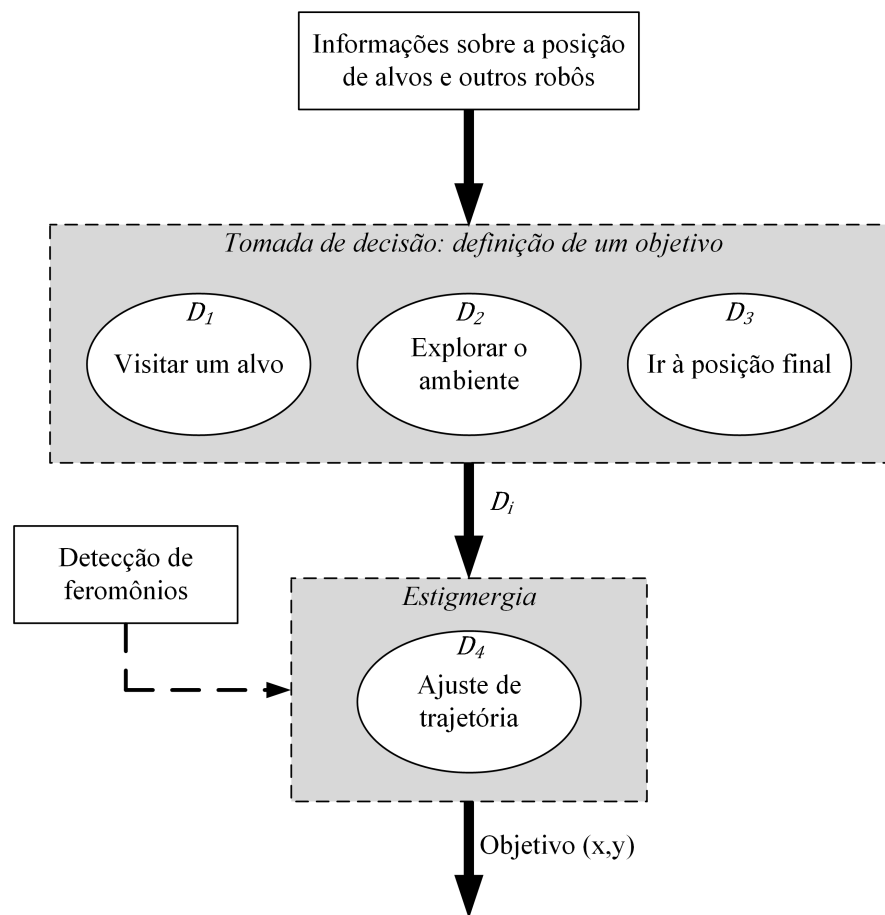 Informações sobre a posição
de alvos e outros robôs
Tomada de decisão: definição de um objetivo
D1
Visitar um alvo
D2
Explorar o
ambiente
D3
Ir à posição final
Di
Detecção de
feromônios
Estigmergia
D4
Ajuste de
trajetória
Objetivo (x,y)